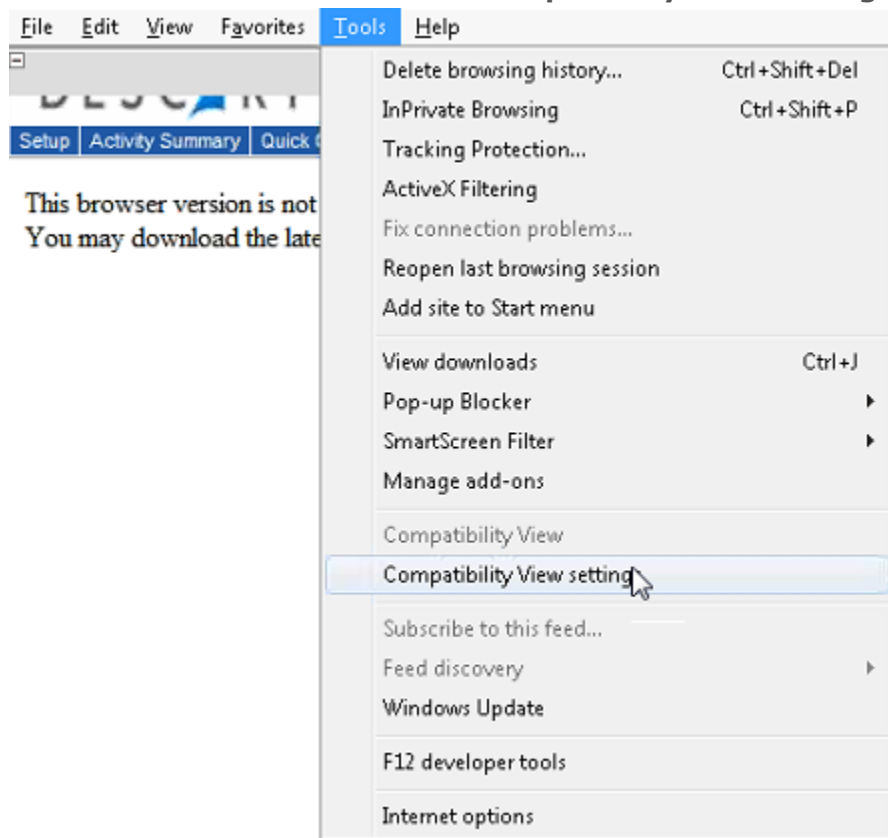 File Edit View Favorites Tools Help
Setup Activity Summary Quick
This browser version is not
You may download the late
Delete browsing history... Ctrl+Shift+Del
InPrivate Browsing Ctrl+Shift+P
Tracking Protection...
ActiveX Filtering
Fix connection problems...
Reopen last browsing session
Add site to Start menu
View downloads Ctrl+J
Pop-up Blocker
SmartScreen Filter
Manage add-ons
Compatibility View
Compatibility View setting
Subscribe to this feed...
Feed discovery
Windows Update
F12 developer tools
Internet options